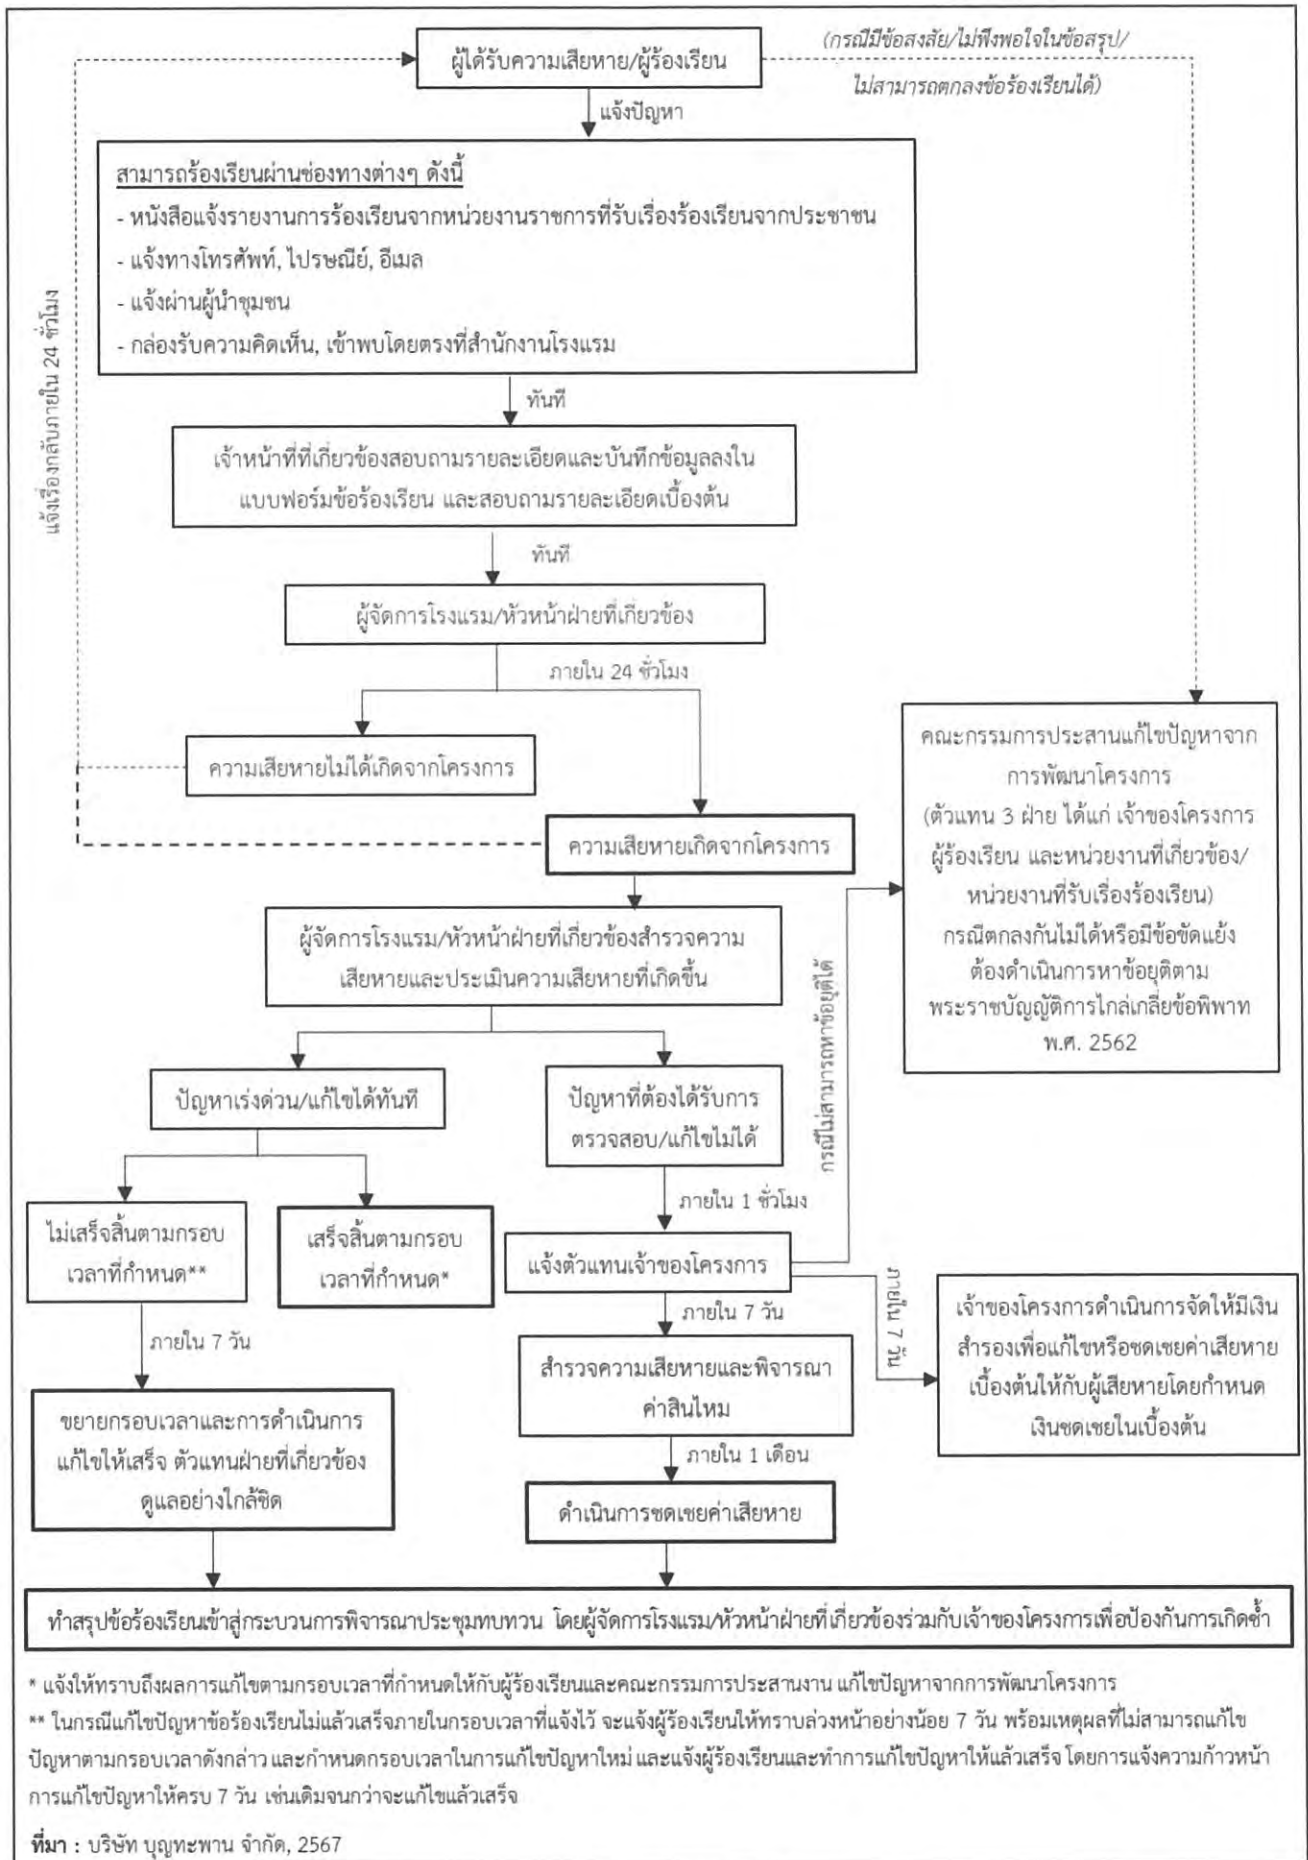 ผู้ได้รับความเสียหาย/ผู้ร้องเรียน
(กรณีมีข้อสงสัย/ไม่พึงพอใจในข้อสรุป/
ไม่สามารถตกลงข้อร้องเรียนได้)
แจ้งปัญหา
สามารถร้องเรียนผ่านช่องทางต่างๆ ดังนี้
- หนังสือแจ้งรายงานการร้องเรียนจากหน่วยงานราชการที่รับเรื่องร้องเรียนจากประชาชน
- แจ้งทางโทรศัพท์, ไปรษณีย์, อีเมล
- แจ้งผ่านผู้นำชุมชน
- กล่องรับความคิดเห็น, เข้าพบโดยตรงที่สำนักงานโรงแรม
แจ้งเรื่องกลับภายใน 24 ชั่วโมง
ทันที
เจ้าหน้าที่ที่เกี่ยวข้องสอบถามรายละเอียดและบันทึกข้อมูลลงใน
แบบฟอร์มข้อร้องเรียน และสอบถามรายละเอียดเบื้องต้น
ทันที
ผู้จัดการโรงแรม/หัวหน้าฝ่ายที่เกี่ยวข้อง
ภายใน 24 ชั่วโมง
ความเสียหายไม่ได้เกิดจากโครงการ
ความเสียหายเกิดจากโครงการ
คณะกรรมการประสานแก้ไขปัญหาจาก
การพัฒนาโครงการ
(ตัวแทน 3 ฝ่าย ได้แก่ เจ้าของโครงการ
ผู้ร้องเรียน และหน่วยงานที่เกี่ยวข้อง/
หน่วยงานที่รับเรื่องร้องเรียน)
กรณีตกลงกันไม่ได้หรือมีข้อขัดแย้ง
ต้องดำเนินการหาข้อยุติตาม
พระราชบัญญัติการไกล่เกลี่ยข้อพิพาท
พ.ศ. 2562
ผู้จัดการโรงแรม/หัวหน้าฝ่ายที่เกี่ยวข้องสำรวจความ
เสียหายและประเมินความเสียหายที่เกิดขึ้น
กรณีไม่สามารถหาข้อยุติได้
ปัญหาเร่งด่วน/แก้ไขได้ทันที
ปัญหาที่ต้องได้รับการ
ตรวจสอบ/แก้ไขไม่ได้
ภายใน 1 ชั่วโมง
ไม่เสร็จสิ้นตามกรอบ
เวลาที่กำหนด**
เสร็จสิ้นตามกรอบ
เวลาที่กำหนด*
แจ้งตัวแทนเจ้าของโครงการ
ภายใน 7 วัน
ภายใน 7 วัน
ภายใน 7 วัน
เจ้าของโครงการดำเนินการจัดให้มีเงิน
สำรองเพื่อแก้ไขหรือชดเชยค่าเสียหาย
เบื้องต้นให้กับผู้เสียหายโดยกำหนด
เงินชดเชยในเบื้องต้น
สำรวจความเสียหายและพิจารณา
ค่าสินไหม
ภายใน 1 เดือน
ขยายกรอบเวลาและการดำเนินการ
แก้ไขให้เสร็จ ตัวแทนฝ่ายที่เกี่ยวข้อง
ดูแลอย่างใกล้ชิด
ดำเนินการชดเชยค่าเสียหาย
ทำสรุปข้อร้องเรียนเข้าสู่กระบวนการพิจารณาประชุมทบทวน โดยผู้จัดการโรงแรม/หัวหน้าฝ่ายที่เกี่ยวข้องร่วมกับเจ้าของโครงการเพื่อป้องกันการเกิดซ้ำ
* แจ้งให้ทราบถึงผลการแก้ไขตามกรอบเวลาที่กำหนดให้กับผู้ร้องเรียนและคณะกรรมการประสานงาน แก้ไขปัญหาจากการพัฒนาโครงการ
** ในกรณีแก้ไขปัญหาข้อร้องเรียนไม่แล้วเสร็จภายในกรอบเวลาที่แจ้งไว้ จะแจ้งผู้ร้องเรียนให้ทราบล่วงหน้าอย่างน้อย 7 วัน พร้อมเหตุผลที่ไม่สามารถแก้ไข
ปัญหาตามกรอบเวลาดังกล่าว และกำหนดกรอบเวลาในการแก้ไขปัญหาใหม่ และแจ้งผู้ร้องเรียนและทำการแก้ไขปัญหาให้แล้วเสร็จ โดยการแจ้งความก้าวหน้า
การแก้ไขปัญหาให้ครบ 7 วัน เช่นเดิมจนกว่าจะแก้ไขแล้วเสร็จ
ที่มา : บริษัท บุญทะพาน จำกัด, 2567